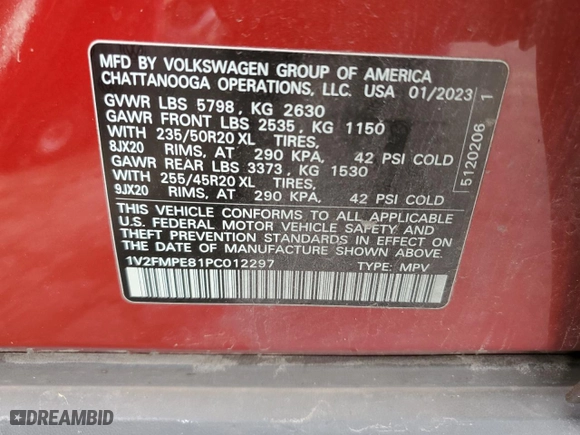 MFD BY VOLKSWAGEN GROUP OF AMERICA
CHATTANOOGA OPERATIONS, LLC. USA 01/2023
GVWR LBS 5798, KG 2630
GAWR FRONT LBS 2535, KG 1150
WITH 235/50R20 XL TIRES,
8JX20 RIMS, AT 290 KPA, 42 PSI COLD
GAWR REAR LBS 3373, KG 1530
WITH 255/45R20 XL TIRES,
9JX20 RIMS, AT 290 KPA, 42 PSI COLD
THIS VEHICLE CONFORMS TO ALL APPLICABLE
U.S. FEDERAL MOTOR VEHICLE SAFETY AND
THEFT PREVENTION STANDARDS IN EFFECT ON
THE DATE OF MANUFACTURE SHOWN ABOVE.
1V2FMPE81PC012297 TYPE: MPV
5120206 1
DREAMBID